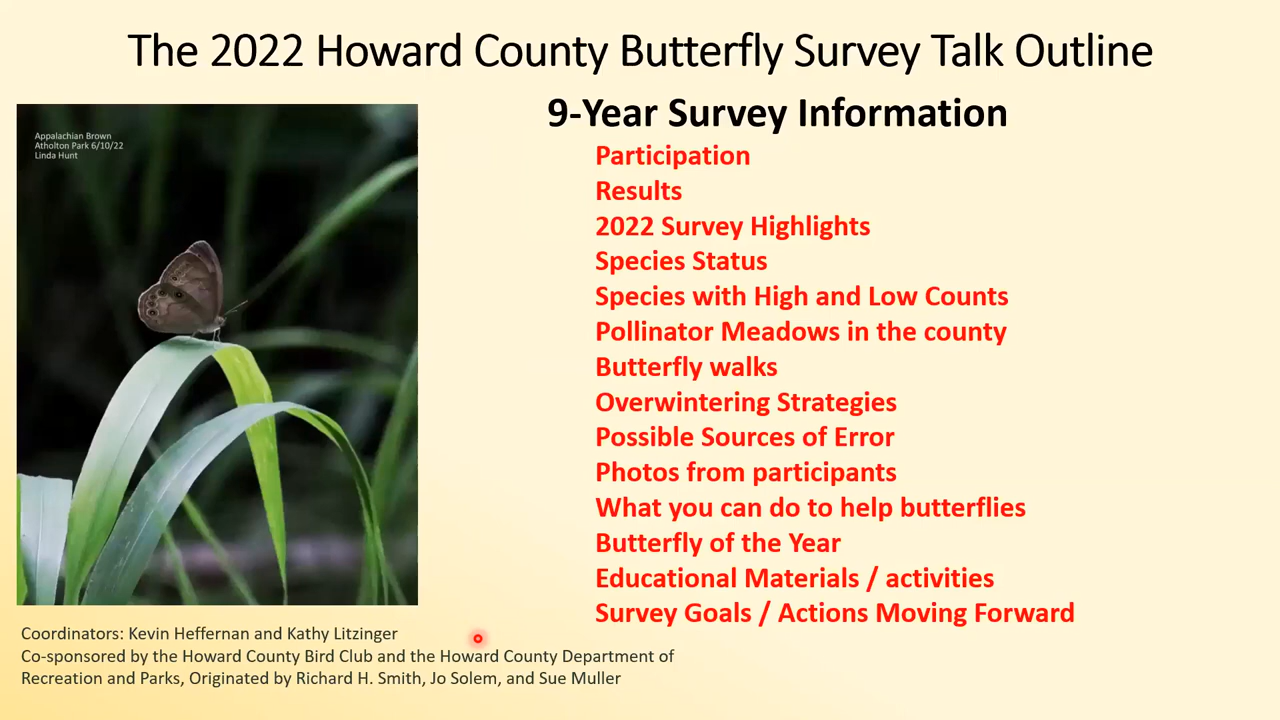 The 2022 Howard County Butterfly Survey Talk Outline
Appalachian Brown
Atholton Park 6/10/22
Linda Hunt
9-Year Survey Information
Participation
Results
2022 Survey Highlights
Species Status
Species with High and Low Counts
Pollinator Meadows in the county
Butterfly walks
Overwintering Strategies
Possible Sources of Error
Photos from participants
What you can do to help butterflies
Butterfly of the Year
Educational Materials / activities
Survey Goals / Actions Moving Forward
Coordinators: Kevin Heffernan and Kathy Litzinger
Co-sponsored by the Howard County Bird Club and the Howard County Department of
Recreation and Parks, Originated by Richard H. Smith, Jo Solem, and Sue Muller